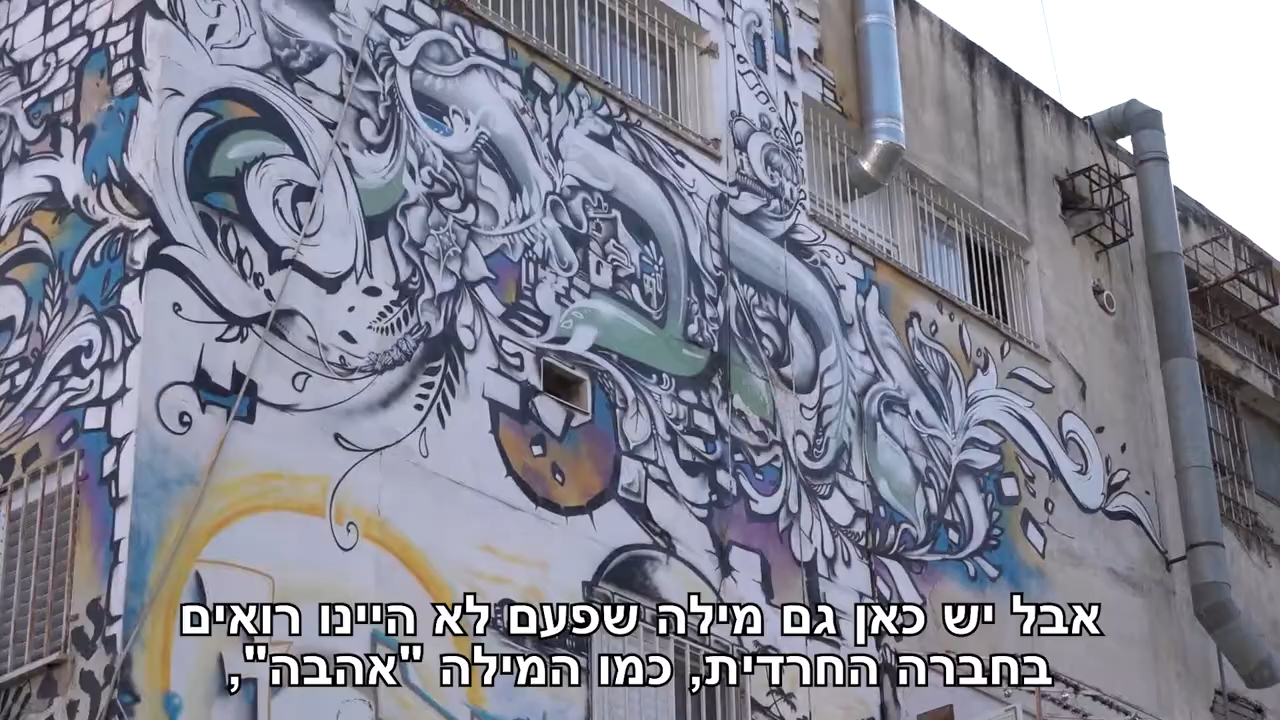 אבל יש כאן גם מילה שפעם לא היינו רואים
בחברה החרדית, כמו המילה "אהבה",